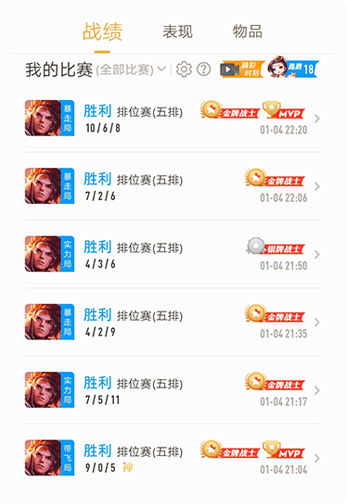 战绩 表现 物品
我的比赛(全部比赛) 精彩时刻 连胜 18
暴走局 胜利 排位赛(五排) 金牌战士 MVP
10/6/8 01-04 22:20
暴走局 胜利 排位赛(五排) 金牌战士
7/2/6 01-04 22:06
实力局 胜利 排位赛(五排) 银牌战士
4/3/6 01-04 21:50
暴走局 胜利 排位赛(五排) 金牌战士
4/2/9 01-04 21:35
实力局 胜利 排位赛(五排) 金牌战士
7/5/11 01-04 21:17
带飞局 胜利 排位赛(五排) 金牌战士 MVP
9/0/5 神 01-04 21:04